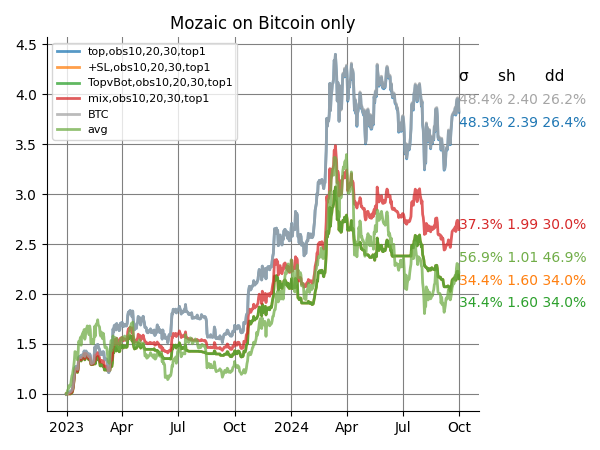 Mozaic on Bitcoin only
4.5
4.0
3.5
3.0
2.5
2.0
1.5
1.0
top,obs10,20,30,top1
+SL,obs10,20,30,top1
TopvBot,obs10,20,30,top1
mix,obs10,20,30,top1
BTC
avg
σ sh dd
48.4% 2.40 26.2%
48.3% 2.39 26.4%
37.3% 1.99 30.0%
56.9% 1.01 46.9%
34.4% 1.60 34.0%
34.4% 1.60 34.0%
2023 Apr Jul Oct 2024 Apr Jul Oct